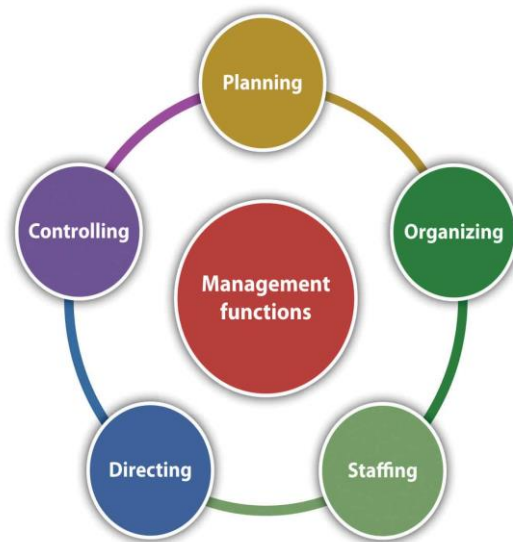 Planning
Organizing
Staffing
Directing
Controlling
Management
functions